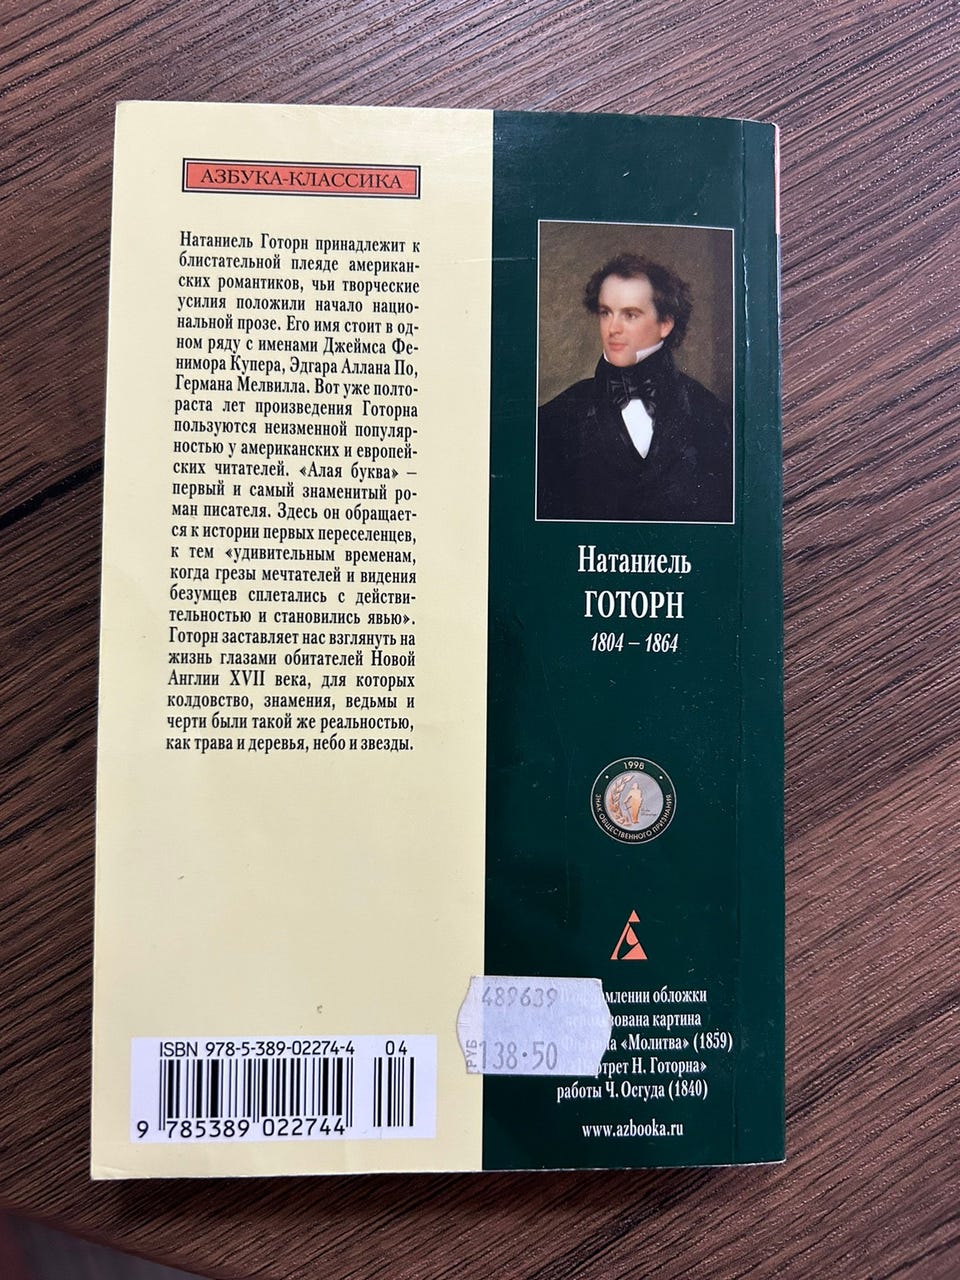 АЗБУКА-КЛАССИКА
Натаниель Готорн принадлежит к
блистательной плеяде американ-
ских романтиков, чьи творческие
усилия положили начало нацио-
нальной прозе. Его имя стоит в од-
ном ряду с именами Джеймса Фе-
нимора Купера, Эдгара Аллана По,
Германа Мелвилла. Вот уже полто-
раста лет произведения Готорна
пользуются неизменной популяр-
ностью у американских и европей-
ских читателей. «Алая буква» –
первый и самый знаменитый ро-
ман писателя. Здесь он обращает-
ся к истории первых переселенцев,
к тем «удивительным временам,
когда грезы мечтателей и видения
безумцев сплетались с действи-
тельностью и становились явью».
Готорн заставляет нас взглянуть на
жизнь глазами обитателей Новой
Англии XVII века, для которых
колдовство, знамения, ведьмы и
черти были такой же реальностью,
как трава и деревья, небо и звезды.
ISBN 978-5-389-02274-4 04
9 785389 022744
Натаниель
ГОТОРН
1804 – 1864
1998
ЗНАК ОБЩЕСТВЕННОГО ПРИЗНАНИЯ
489639
РУБ 138·50
обложки
картина
«Молитва» (1859)
Н. Готорна»
работы Ч. Осгуда (1840)
www.azbooka.ru